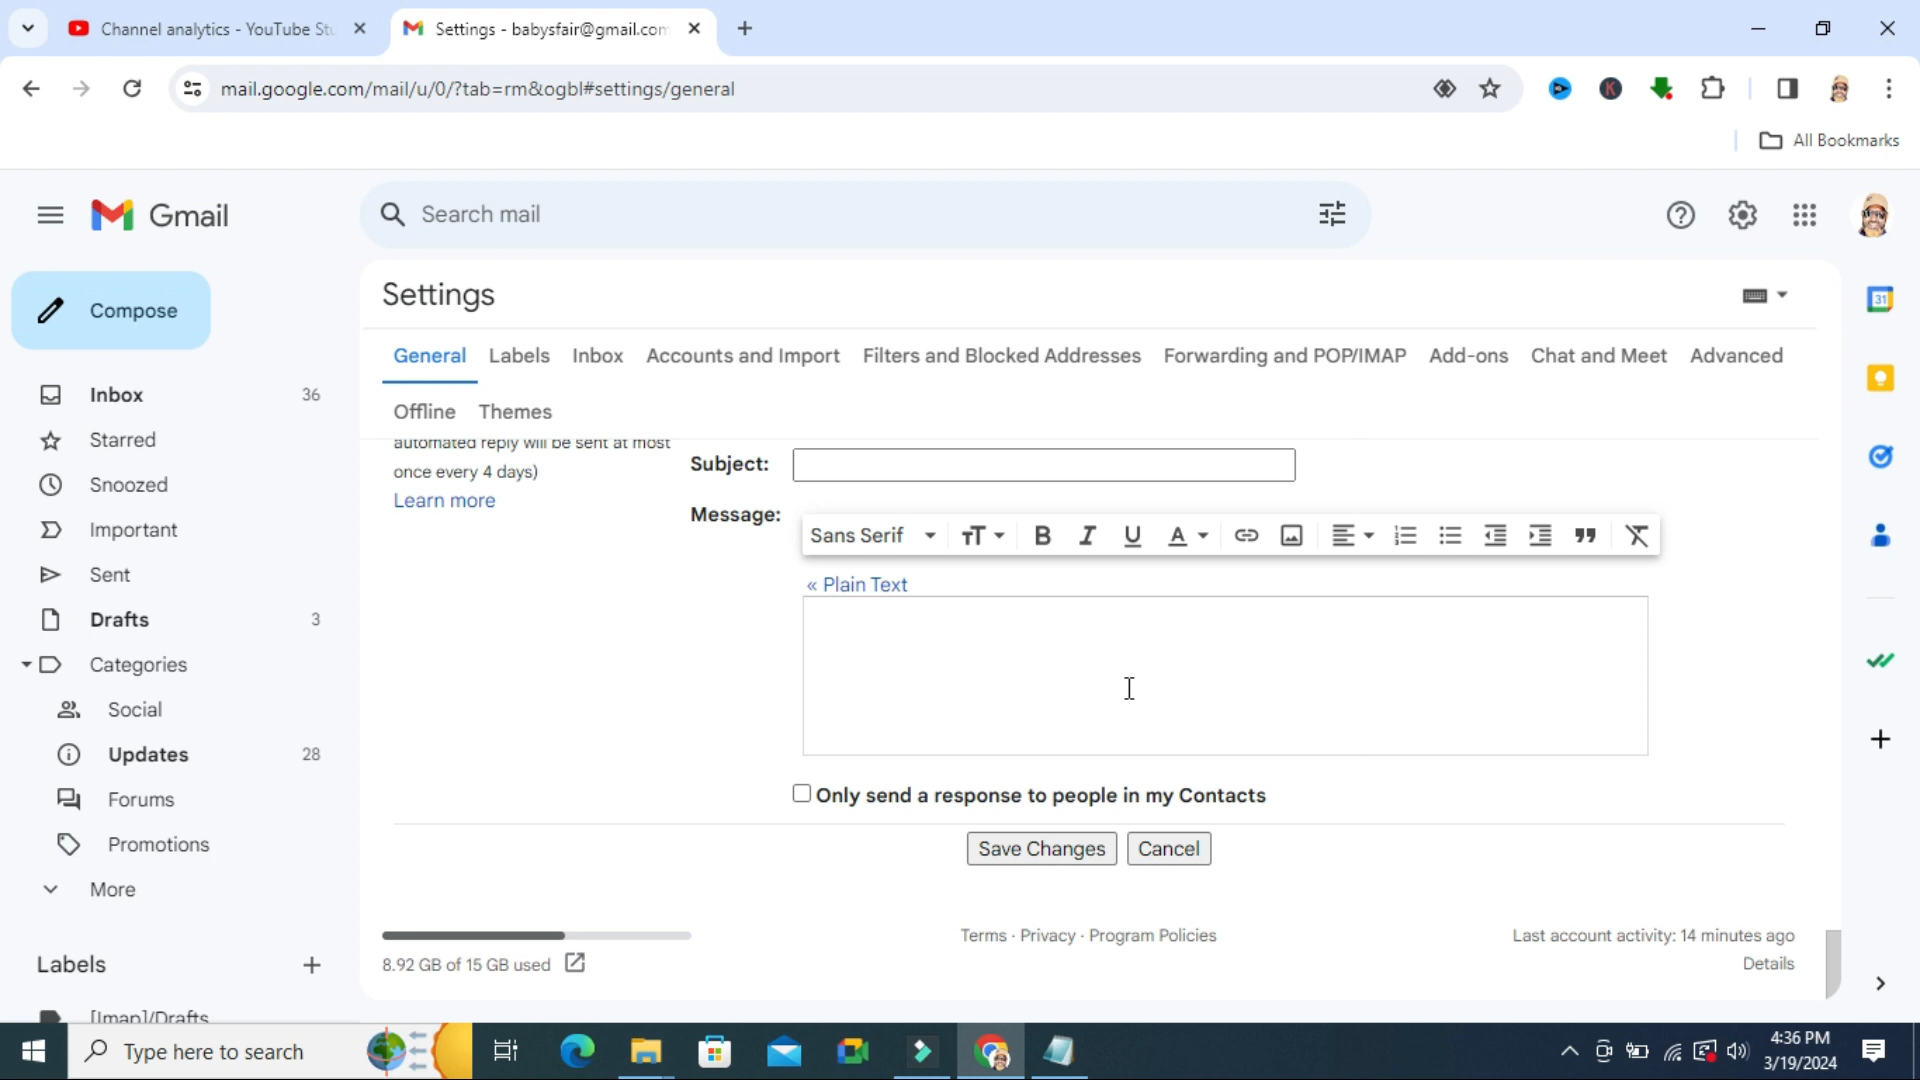 Channel analytics - YouTube Stu
Settings - babysfair@gmail.com
mail.google.com/mail/u/0/?tab=rm&ogbl#settings/general
All Bookmarks
Gmail
Search mail
Compose
Inbox 36
Starred
Snoozed
Important
Sent
Drafts 3
Categories
Social
Updates 28
Forums
Promotions
More
Labels
[Imap]/Drafts
Settings
General Labels Inbox Accounts and Import Filters and Blocked Addresses Forwarding and POP/IMAP Add-ons Chat and Meet Advanced
Offline Themes
automated reply will be sent at most
once every 4 days)
Learn more
Subject:
Message:
Sans Serif
« Plain Text
Only send a response to people in my Contacts
Save Changes Cancel
8.92 GB of 15 GB used
Terms · Privacy · Program Policies
Last account activity: 14 minutes ago
Details
31
K
Type here to search
4:36 PM
3/19/2024